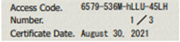 Access Code. 6579-536M-hLLU-45LH
Number. 1 / 3
Certificate Date. August 30, 2021